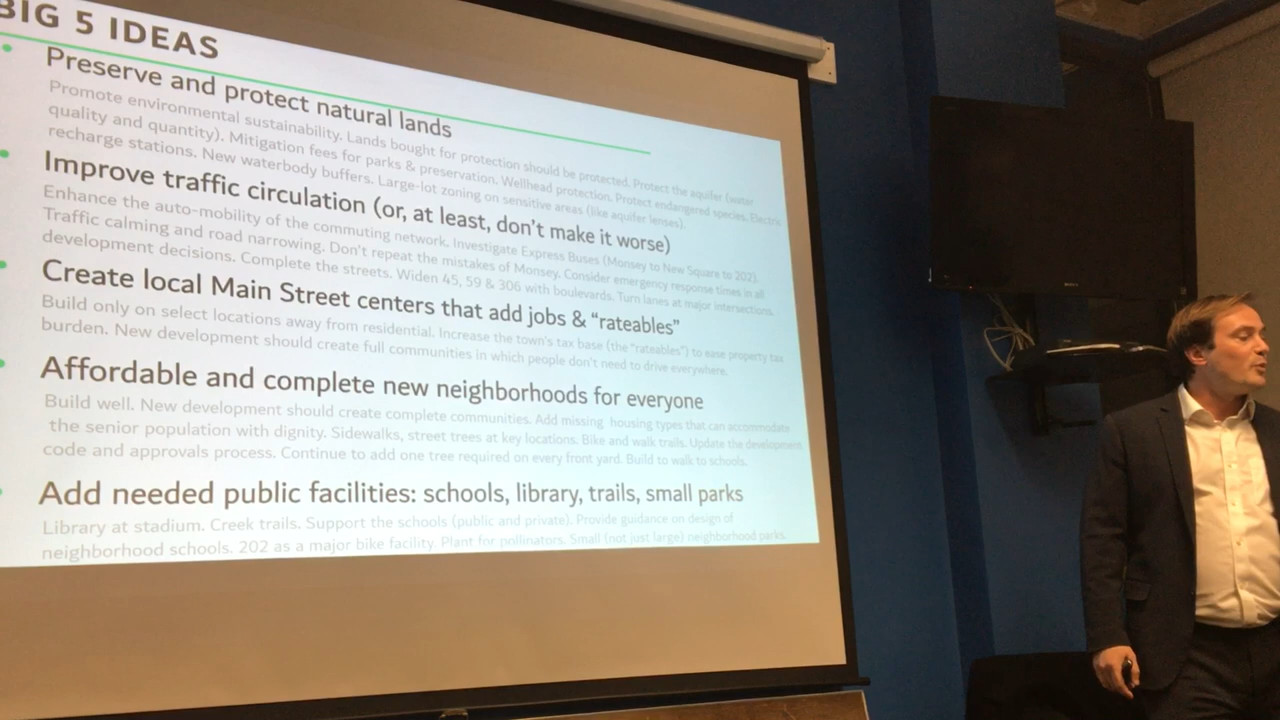 BIG 5 IDEAS
Preserve and protect natural lands
Promote environmental sustainability. Lands bought for protection should be protected. Protect the aquifer (water
quality and quantity). Mitigation fees for parks & preservation. Wellhead protection. Protect endangered species. Electric
recharge stations. New waterbody buffers. Large-lot zoning on sensitive areas (like aquifer lenses).
Improve traffic circulation (or, at least, don't make it worse)
Enhance the auto-mobility of the commuting network. Investigate Express Buses (Monsey to New Square to 202).
Traffic calming and road narrowing. Don't repeat the mistakes of Monsey. Consider emergency response times in all
development decisions. Complete the streets. Widen 45, 59 & 306 with boulevards. Turn lanes at major intersections.
Create local Main Street centers that add jobs & "rateables"
Build only on select locations away from residential. Increase the town's tax base (the "rateables") to ease property tax
burden. New development should create full communities in which people don't need to drive everywhere.
Affordable and complete new neighborhoods for everyone
Build well. New development should create complete communities. Add missing housing types that can accommodate
the senior population with dignity. Sidewalks, street trees at key locations. Bike and walk trails. Update the development
code and approvals process. Continue to add one tree required on every front yard. Build to walk to schools.
Add needed public facilities: schools, library, trails, small parks
Library at stadium. Creek trails. Support the schools (public and private). Provide guidance on design of
neighborhood schools. 202 as a major bike facility. Plant for pollinators. Small (not just large) neighborhood parks.